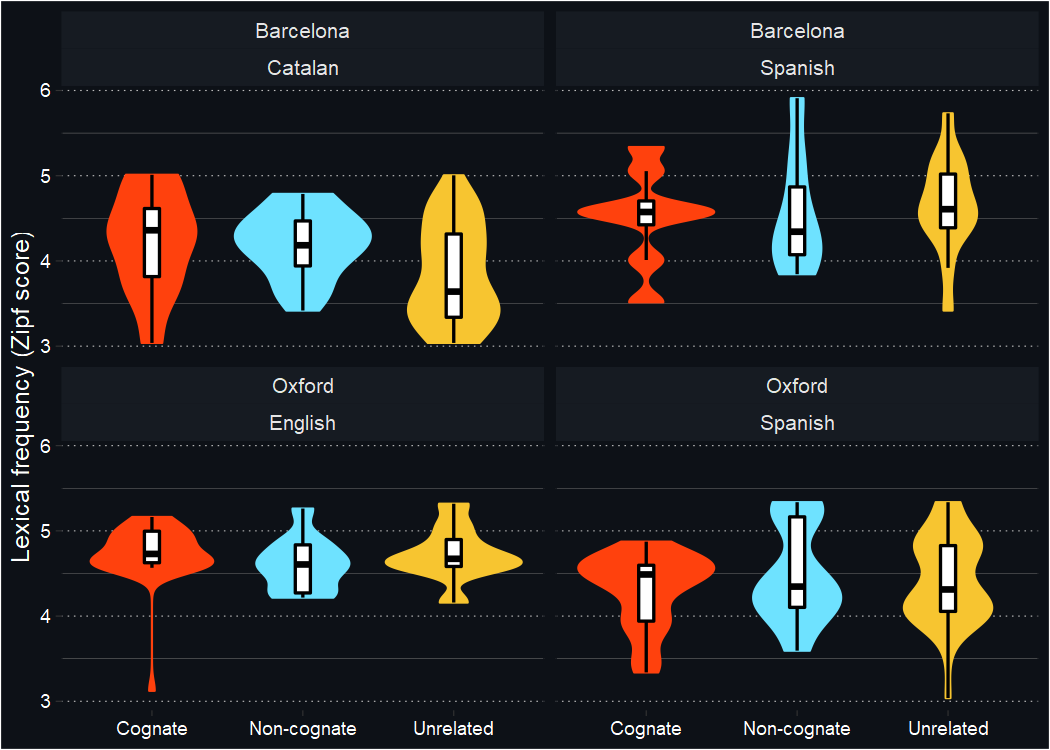 Barcelona
Catalan
Barcelona
Spanish
6
5
4
3
Oxford
English
Oxford
Spanish
6
5
4
3
Lexical frequency (Zipf score)
Cognate Non-cognate Unrelated
Cognate Non-cognate Unrelated